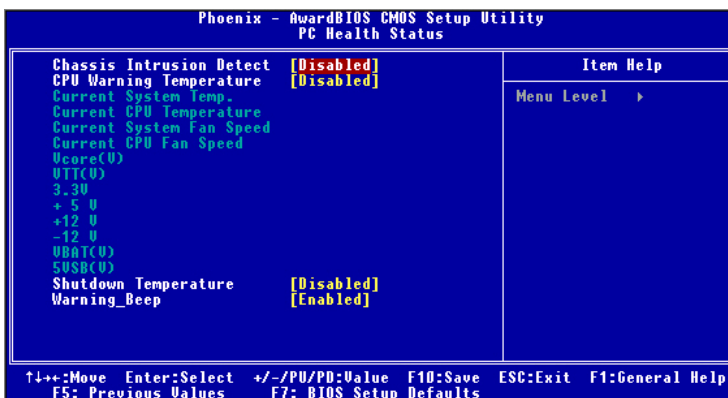 Phoenix - AwardBIOS CMOS Setup Utility
PC Health Status
Chassis Intrusion Detect [Disabled]
CPU Warning Temperature [Disabled]
Current System Temp.
Current CPU Temperature
Current System Fan Speed
Current CPU Fan Speed
Vcore(V)
VTT(V)
3.3V
+ 5 V
+12 V
-12 V
VBAT(V)
5VSB(V)
Shutdown Temperature [Disabled]
Warning_Beep [Enabled]
Item Help
Menu Level ▸
↑↓→←:Move Enter:Select +/-/PU/PD:Value F10:Save ESC:Exit F1:General Help
F5: Previous Values F7: BIOS Setup Defaults